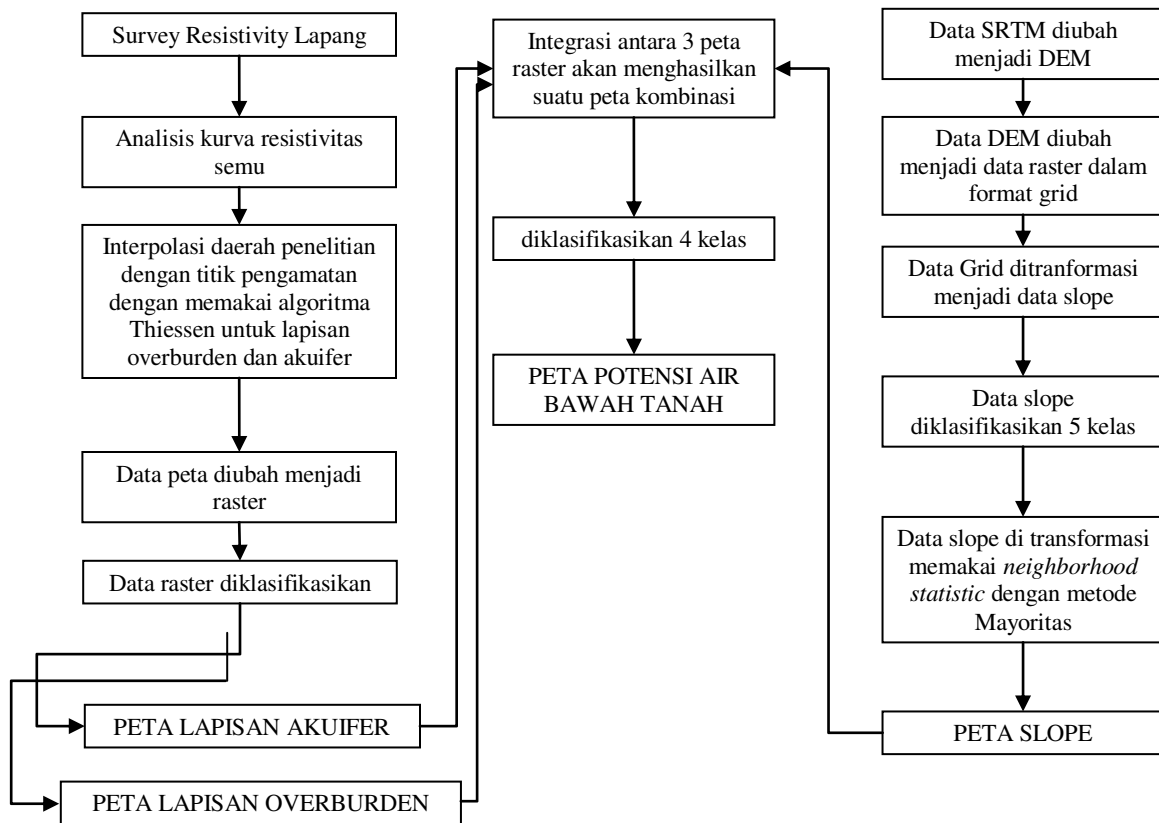 Survey Resistivity Lapang
Analisis kurva resistivitas
semu
Interpolasi daerah penelitian
dengan titik pengamatan
dengan memakai algoritma
Thiessen untuk lapisan
overburden dan akuifer
Data peta diubah menjadi
raster
Data raster diklasifikasikan
PETA LAPISAN AKUIFER
PETA LAPISAN OVERBURDEN
Integrasi antara 3 peta
raster akan menghasilkan
suatu peta kombinasi
diklasifikasikan 4 kelas
PETA POTENSI AIR
BAWAH TANAH
Data SRTM diubah
menjadi DEM
Data DEM diubah
menjadi data raster dalam
format grid
Data Grid ditranformasi
menjadi data slope
Data slope
diklasifikasikan 5 kelas
Data slope di transformasi
memakai neighborhood
statistic dengan metode
Mayoritas
PETA SLOPE